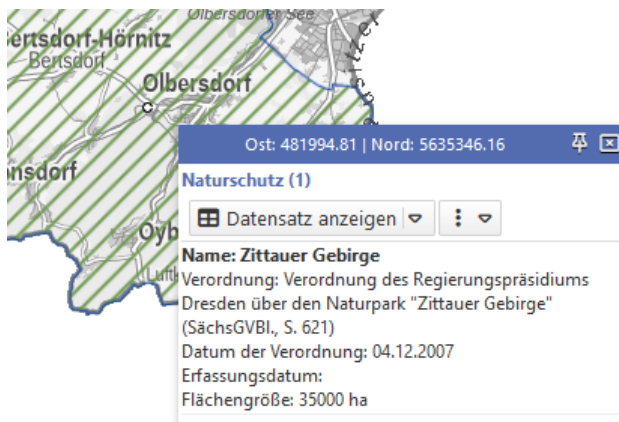 Olbersdorfer See
ertsdorf-Hörnitz
Bertsdorf
Olbersdorf
nsdorf
Oyb
Ost: 481994.81 | Nord: 5635346.16
Naturschutz (1)
Datensatz anzeigen
Name: Zittauer Gebirge
Verordnung: Verordnung des Regierungspräsidiums
Dresden über den Naturpark "Zittauer Gebirge"
(SächsGVBl., S. 621)
Datum der Verordnung: 04.12.2007
Erfassungsdatum:
Flächengröße: 35000 ha